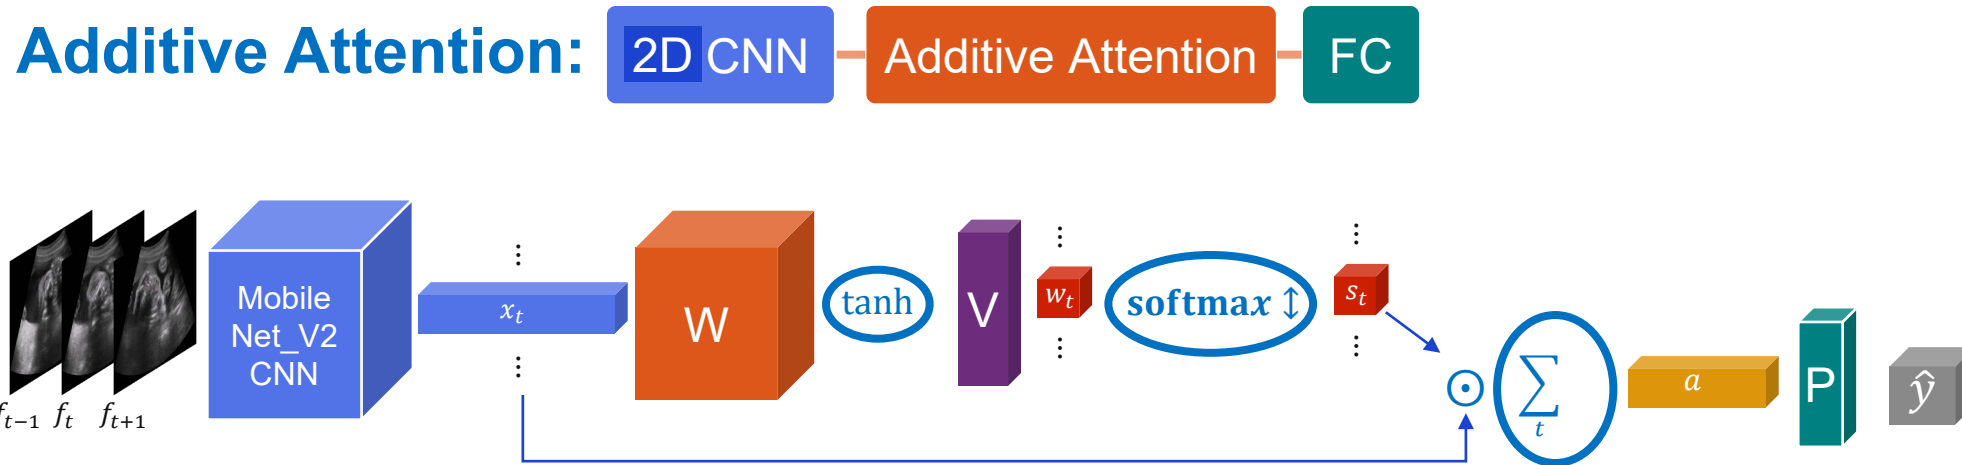 Additive Attention: 2D CNN Additive Attention FC
Mobile
Net_V2
CNN
f_{t-1} f_t f_{t+1}
⋮
x_t
⋮
W
tanh
V
⋮
w_t
⋮
softmax ↕
⋮
s_t
⋮
⊙
∑
t
a
P
ŷ